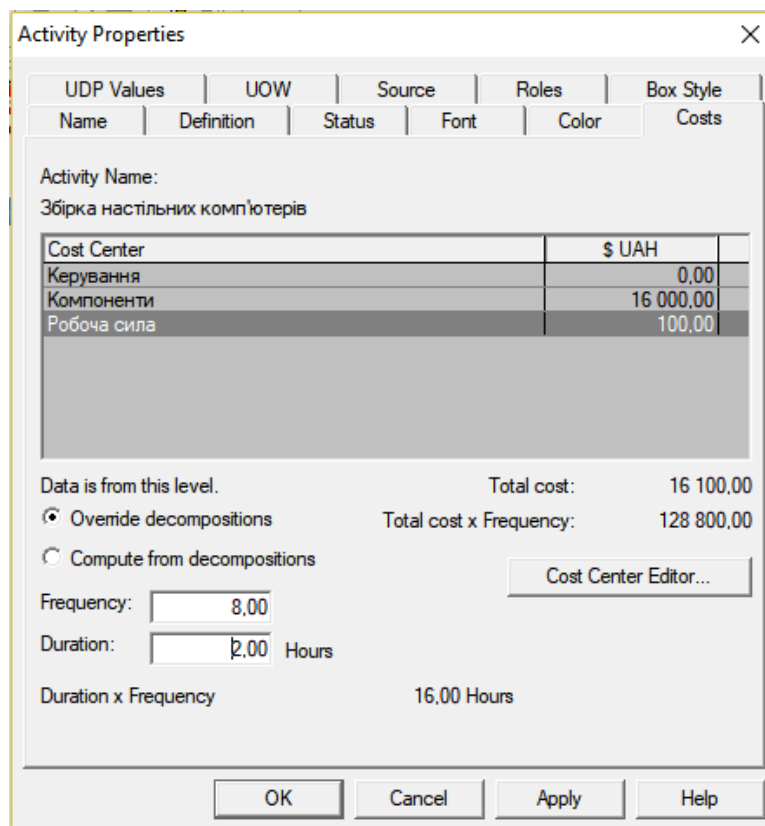 Activity Properties
UDP Values UOW Source Roles Box Style
Name Definition Status Font Color Costs
Activity Name:
Збірка настільних комп'ютерів
Cost Center $ UAH
Керування 0,00
Компоненти 16 000,00
Робоча сила 100,00
Data is from this level. Total cost: 16 100,00
Override decompositions Total cost x Frequency: 128 800,00
Compute from decompositions
Cost Center Editor...
Frequency: 8,00
Duration: 2,00 Hours
Duration x Frequency 16,00 Hours
OK Cancel Apply Help